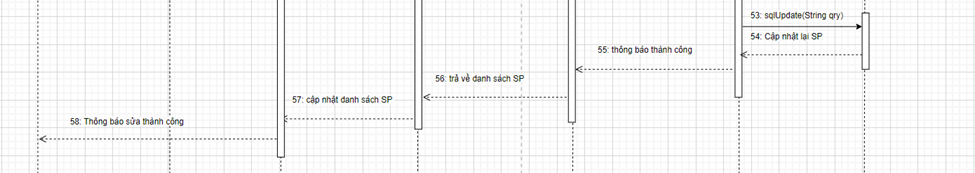 53: sqlUpdate(String qry)
54: Cập nhật lại SP
55: thông báo thành công
56: trả về danh sách SP
57: cập nhật danh sách SP
58: Thông báo sửa thành công